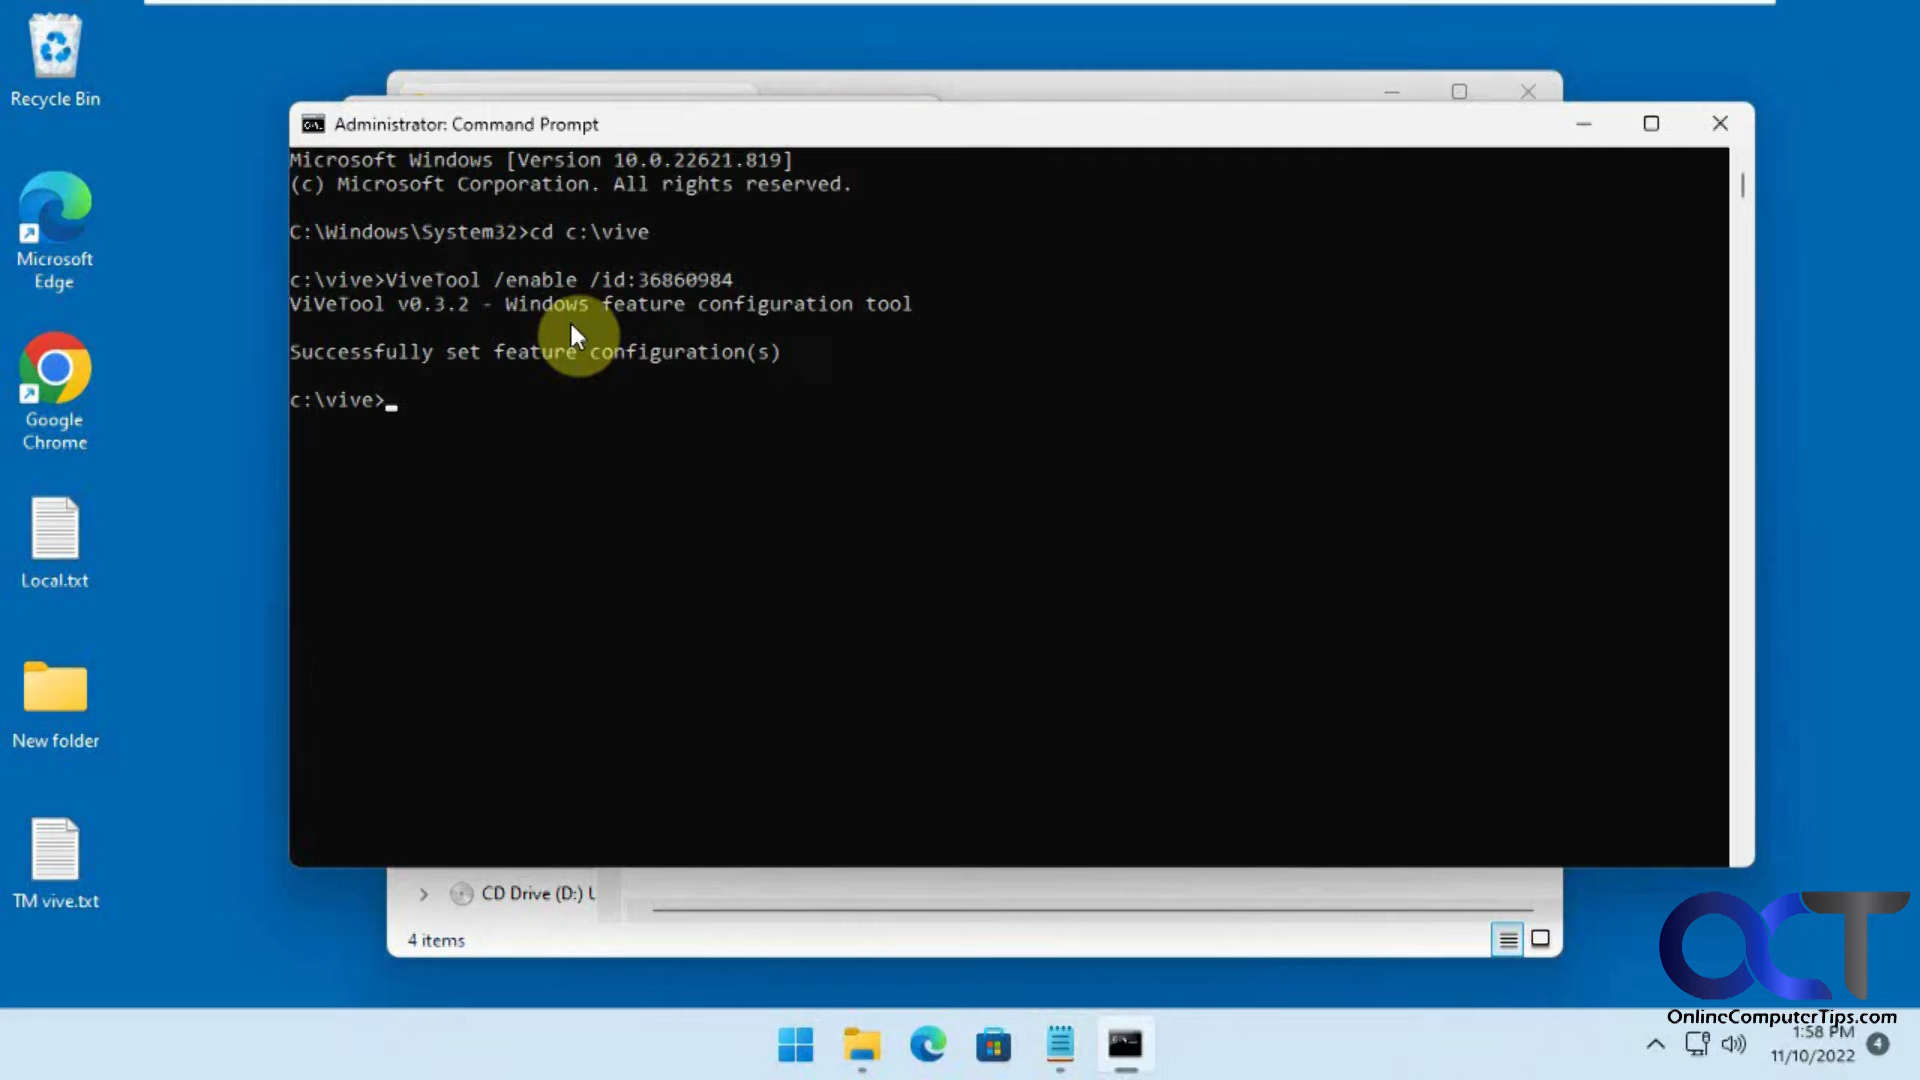 Recycle Bin
Microsoft
Edge
Google
Chrome
Local.txt
New folder
TM vive.txt
Administrator: Command Prompt
Microsoft Windows [Version 10.0.22621.819]
(c) Microsoft Corporation. All rights reserved.
C:\Windows\System32>cd c:\vive
c:\vive>ViveTool /enable /id:36860984
ViVeTool v0.3.2 - Windows feature configuration tool
Successfully set feature configuration(s)
c:\vive>
CD Drive (D:) U
4 items
OCT
OnlineComputerTips.com
1:58 PM
11/10/2022
4